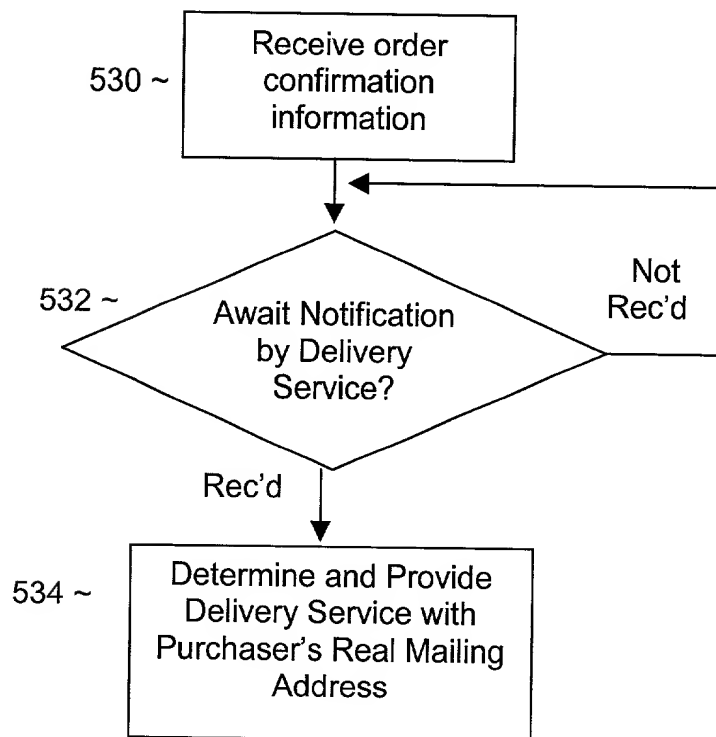 Receive order
530 ~
confirmation
information
Not
Rec'd
532 ~
Await Notification
by Delivery
Service?
Rec'd
534 ~
Determine and Provide
Delivery Service with
Purchaser's Real Mailing
Address